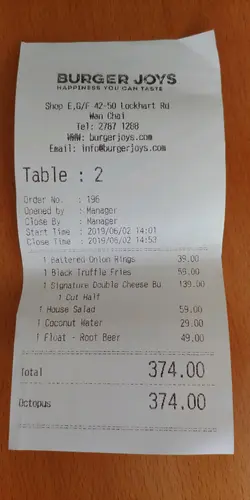 BURGER JOYS
HAPPINESS YOU CAN TASTE
Shop E,G/F 42-50 Lockhart Rd
Wan Chai
Tel: 2767 1288
WWW: burgerjoys.com
Email: info@burgerjoys.com
Table : 2
Order No. : 196
Opened by : Manager
Close By : Manager
Start Time : 2019/06/02 14:01
Close Time : 2019/06/02 14:53
1 Battered Onion Rings 39.00
1 Black Truffle Fries 59.00
1 Signature Double Cheese Bu. 139.00
1 Cut Half
1 House Salad 59.00
1 Coconut Water 29.00
1 Float - Root Beer 49.00
Total 374.00
Octopus 374.00